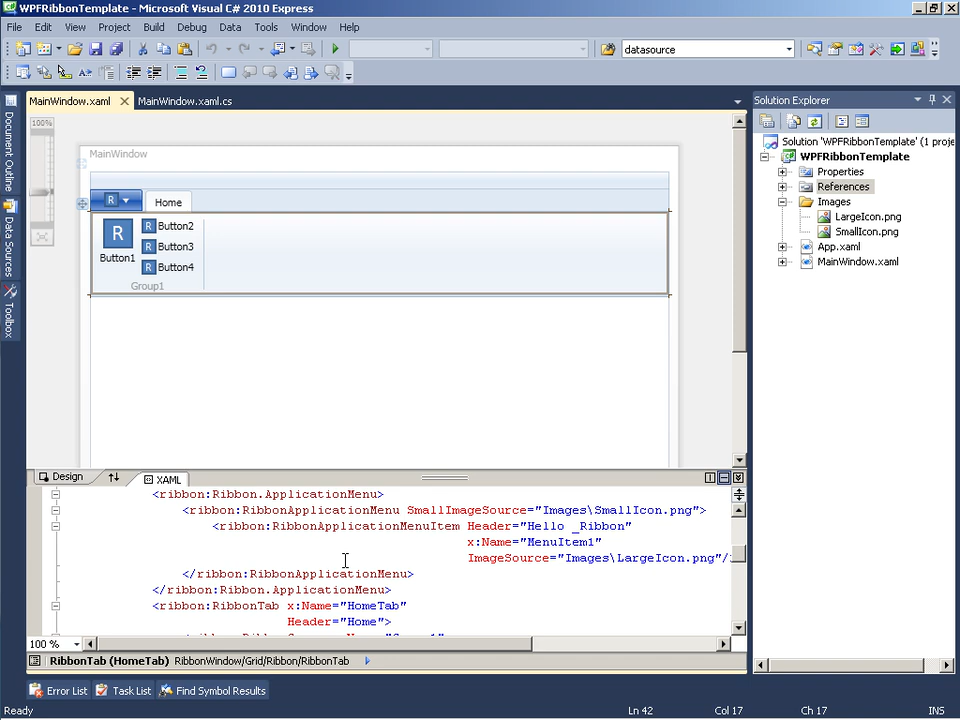 WPFRibbonTemplate - Microsoft Visual C# 2010 Express
File Edit View Project Build Debug Data Tools Window Help
datasource
MainWindow.xaml MainWindow.xaml.cs
Solution Explorer
Document Outline
Data Sources
Toolbox
100%
MainWindow
R Home
R Button1
R Button2
R Button3
R Button4
Group1
Solution 'WPFRibbonTemplate' (1 proje
WPFRibbonTemplate
Properties
References
Images
LargeIcon.png
SmallIcon.png
App.xaml
MainWindow.xaml
Design XAML
<ribbon:Ribbon.ApplicationMenu>
<ribbon:RibbonApplicationMenu SmallImageSource="Images\SmallIcon.png">
<ribbon:RibbonApplicationMenuItem Header="Hello _Ribbon"
x:Name="MenuItem1"
ImageSource="Images\LargeIcon.png"/
</ribbon:RibbonApplicationMenu>
</ribbon:Ribbon.ApplicationMenu>
<ribbon:RibbonTab x:Name="HomeTab"
Header="Home">
100 %
RibbonTab (HomeTab) RibbonWindow/Grid/Ribbon/RibbonTab
Error List Task List Find Symbol Results
Ready Ln 42 Col 17 Ch 17 INS